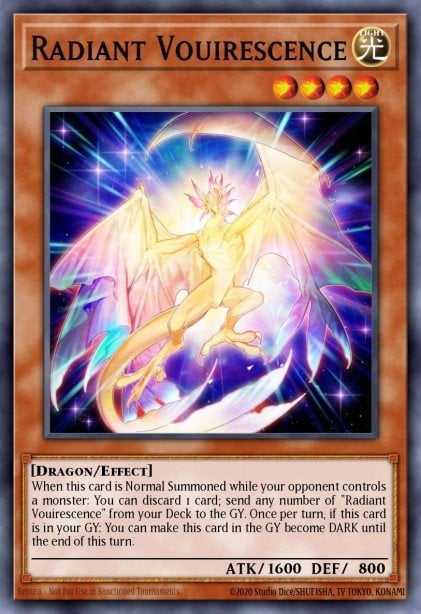 RADIANT VOUIRESCENCE
LIGHT
光
[DRAGON/EFFECT]
When this card is Normal Summoned while your opponent controls
a monster: You can discard 1 card; send any number of "Radiant
Vouirescence" from your Deck to the GY. Once per turn, if this card
is in your GY: You can make this card in the GY become DARK until
the end of this turn.
ATK/1600 DEF/ 800
Replica - Not For Use in Sanctioned Tournaments
©2020 Studio Dice/SHUEISHA, TV TOKYO, KONAMI